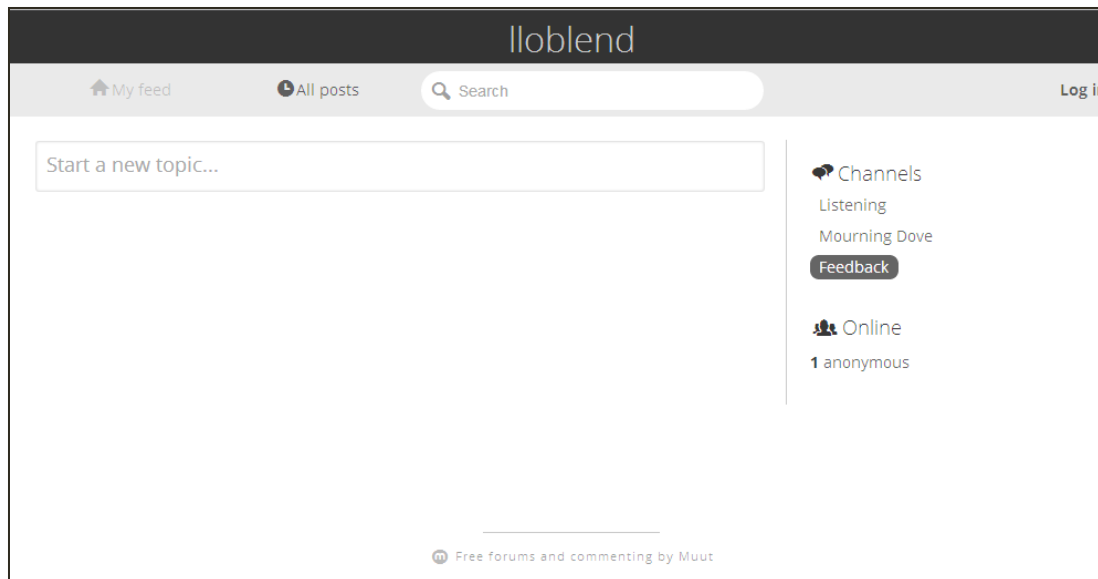 lloblend
My feed
All posts
Search
Log i
Start a new topic...
Channels
Listening
Mourning Dove
Feedback
Online
1 anonymous
Free forums and commenting by Muut